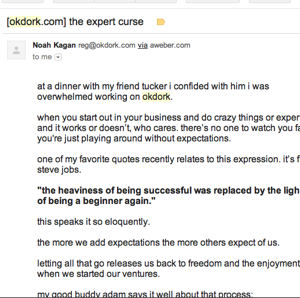 [okdork.com] the expert curse
Noah Kagan reg@okdork.com via aweber.com
to me
at a dinner with my friend tucker i confided with him i was
overwhelmed working on okdork.
when you start out in your business and do crazy things or exper
and it works or doesn't, who cares. there's no one to watch you fa
you're just playing around without expectations.
one of my favorite quotes recently relates to this expression. it's f
steve jobs.
"the heaviness of being successful was replaced by the ligh
of being a beginner again."
this speaks it so eloquently.
the more we add expectations the more others expect of us.
letting all that go releases us back to freedom and the enjoyment
when we started our ventures.
my good buddy adam says it well about that process: